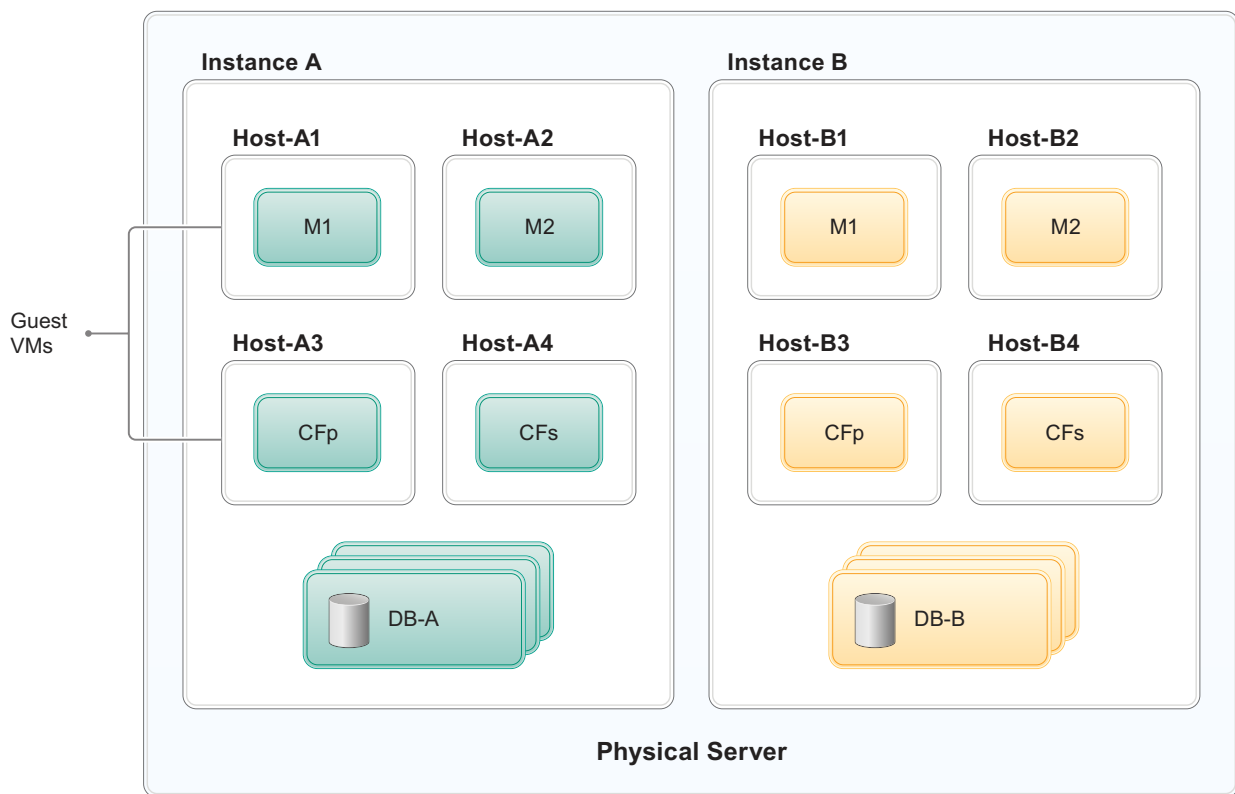 Instance A
Instance B
Host-A1
Host-A2
Host-B1
Host-B2
M1
M2
M1
M2
Guest
VMs
Host-A3
Host-A4
Host-B3
Host-B4
CFp
CFs
CFp
CFs
DB-A
DB-B
Physical Server